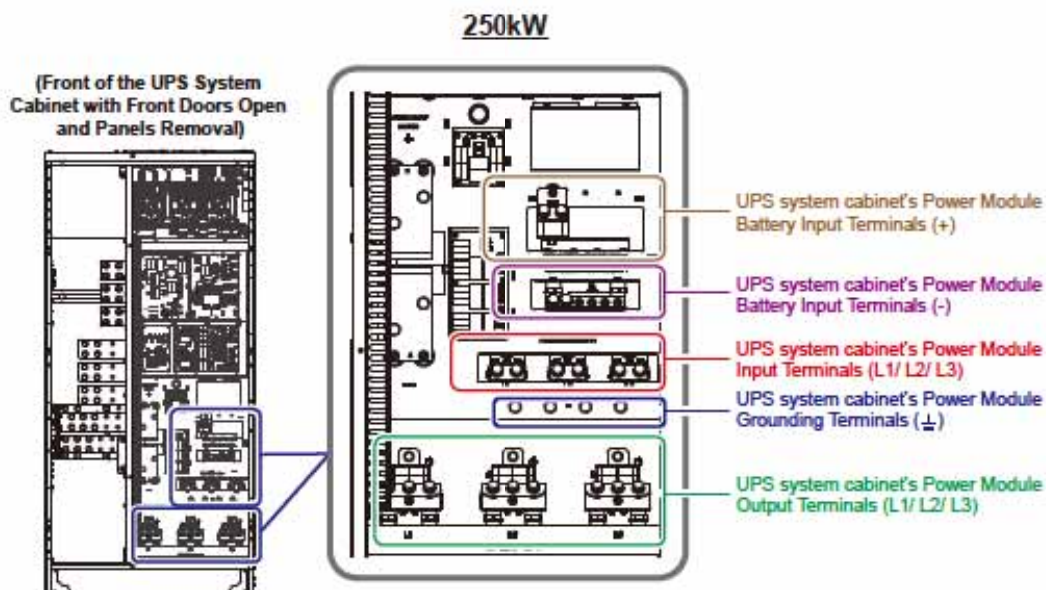 250kW
(Front of the UPS System
Cabinet with Front Doors Open
and Panels Removal)
UPS system cabinet's Power Module
Battery Input Terminals (+)
UPS system cabinet's Power Module
Battery Input Terminals (-)
UPS system cabinet's Power Module
Input Terminals (L1/ L2/ L3)
UPS system cabinet's Power Module
Grounding Terminals (⏚)
UPS system cabinet's Power Module
Output Terminals (L1/ L2/ L3)